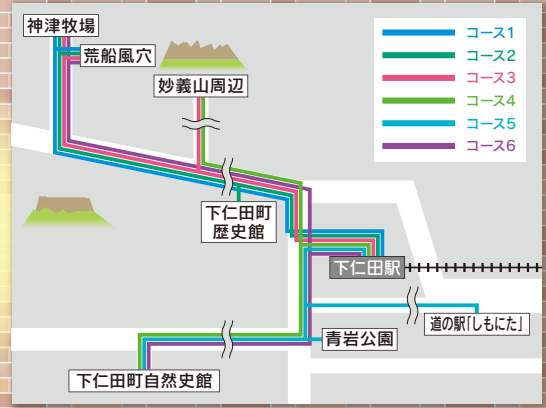 神津牧場
荒船風穴
妙義山周辺
コース1
コース2
コース3
コース4
コース5
コース6
下仁田町
歴史館
下仁田駅
道の駅「しもにた」
青岩公園
下仁田町自然史館